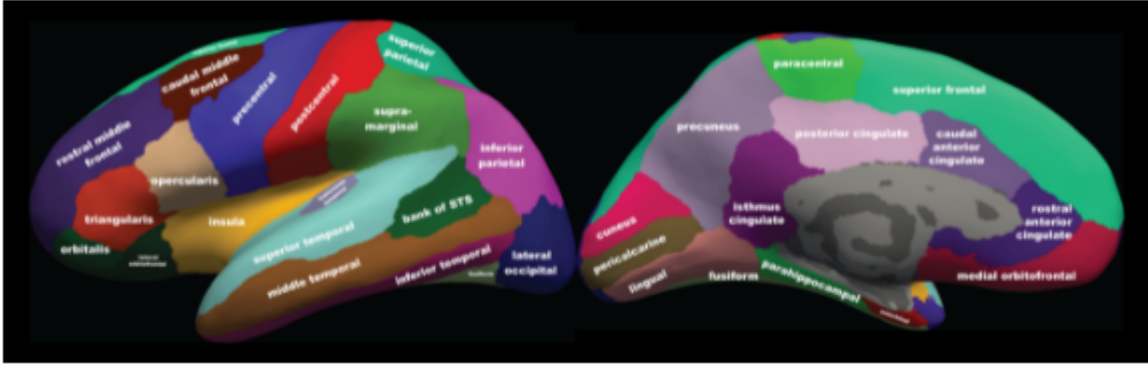 superior frontal
caudal middle
frontal
precentral
postcentral
superior
parietal
rostral middle
frontal
supra-
marginal
opercularis
inferior
parietal
triangularis
insula
bank of STS
orbitalis
superior temporal
middle temporal
inferior temporal
lateral
occipital
paracentral
superior frontal
precuneus
posterior cingulate
caudal
anterior
cingulate
isthmus
cingulate
rostral
anterior
cingulate
cuneus
pericalcarine
lingual
fusiform
parahippocampal
medial orbitofrontal